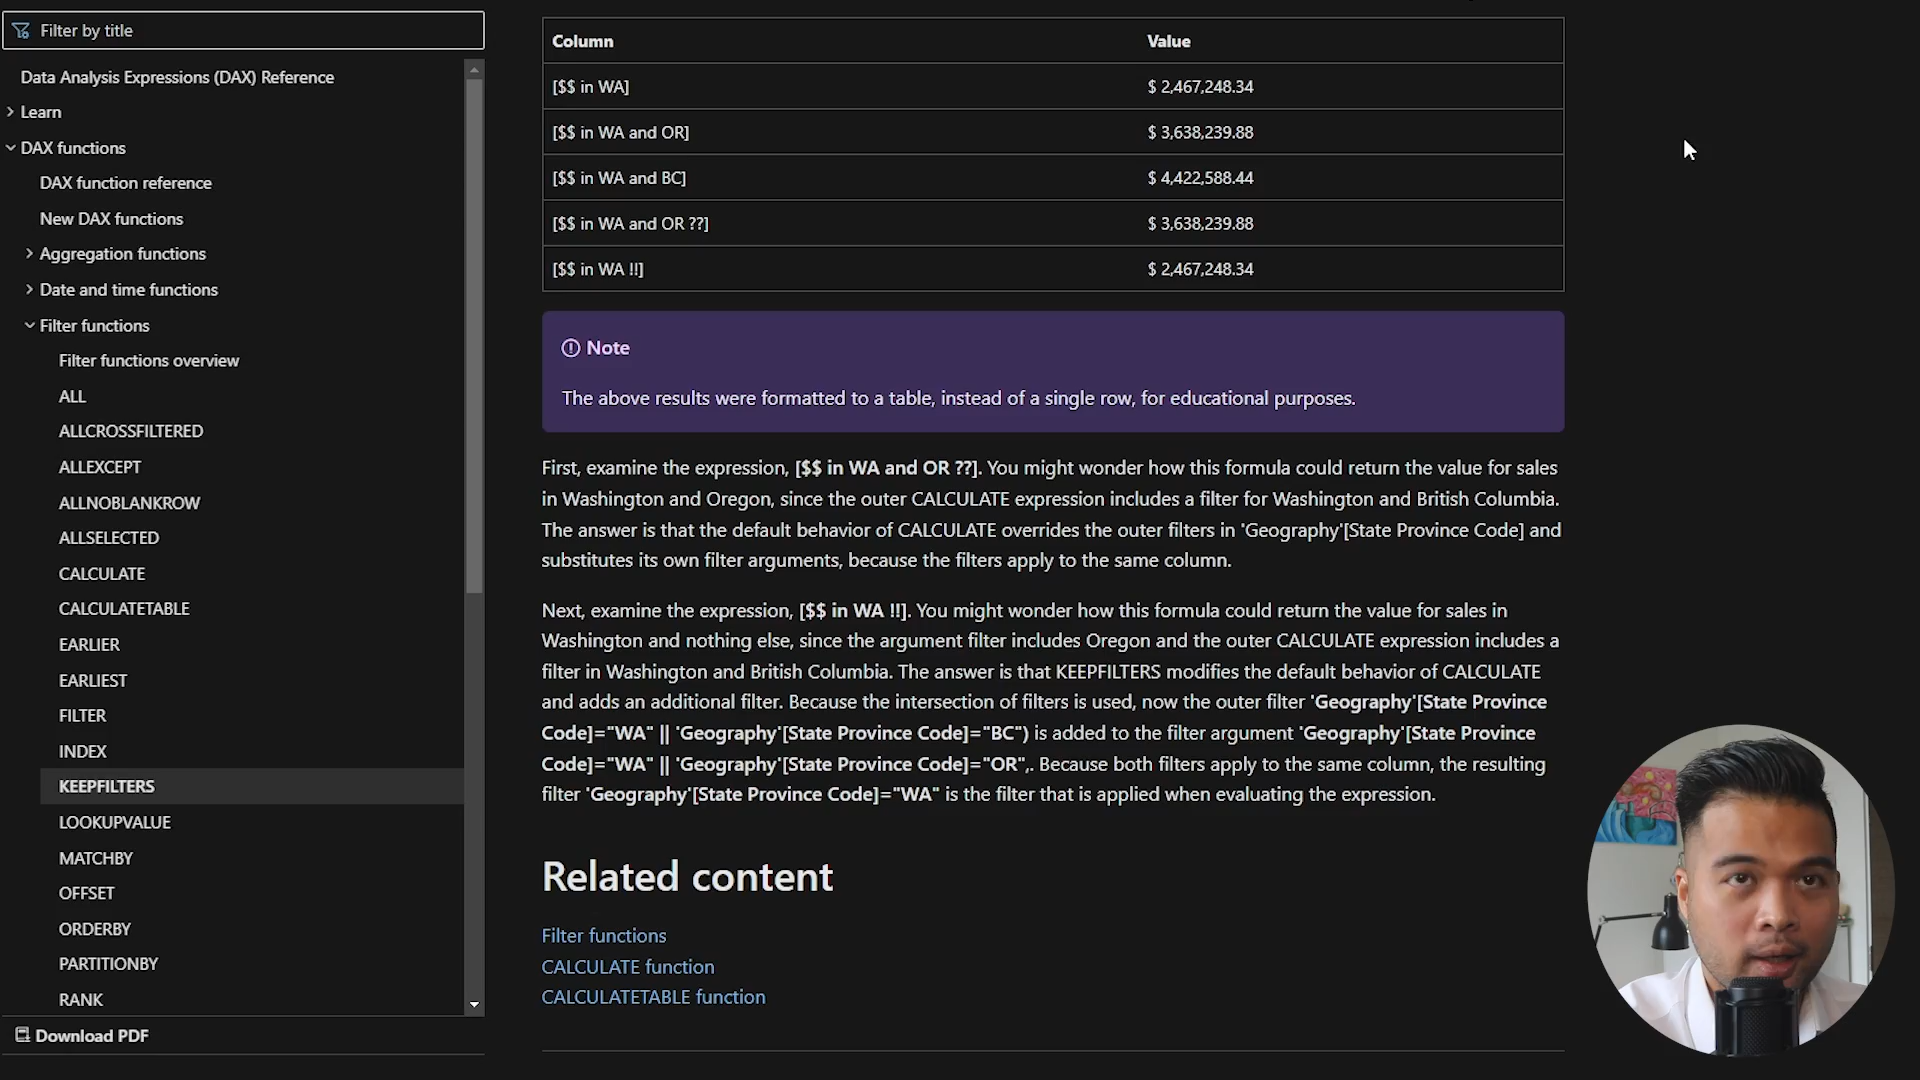 Filter by title
Data Analysis Expressions (DAX) Reference
Learn
DAX functions
DAX function reference
New DAX functions
Aggregation functions
Date and time functions
Filter functions
Filter functions overview
ALL
ALLCROSSFILTERED
ALLEXCEPT
ALLNOBLANKROW
ALLSELECTED
CALCULATE
CALCULATETABLE
EARLIER
EARLIEST
FILTER
INDEX
KEEPFILTERS
LOOKUPVALUE
MATCHBY
OFFSET
ORDERBY
PARTITIONBY
RANK
Download PDF
Column Value
[$$ in WA] $ 2,467,248.34
[$$ in WA and OR] $ 3,638,239.88
[$$ in WA and BC] $ 4,422,588.44
[$$ in WA and OR ??] $ 3,638,239.88
[$$ in WA !!] $ 2,467,248.34
Note
The above results were formatted to a table, instead of a single row, for educational purposes.
First, examine the expression, [$$ in WA and OR ??]. You might wonder how this formula could return the value for sales
in Washington and Oregon, since the outer CALCULATE expression includes a filter for Washington and British Columbia.
The answer is that the default behavior of CALCULATE overrides the outer filters in 'Geography'[State Province Code] and
substitutes its own filter arguments, because the filters apply to the same column.
Next, examine the expression, [$$ in WA !!]. You might wonder how this formula could return the value for sales in
Washington and nothing else, since the argument filter includes Oregon and the outer CALCULATE expression includes a
filter in Washington and British Columbia. The answer is that KEEPFILTERS modifies the default behavior of CALCULATE
and adds an additional filter. Because the intersection of filters is used, now the outer filter 'Geography'[State Province
Code]="WA" || 'Geography'[State Province Code]="BC") is added to the filter argument 'Geography'[State Province
Code]="WA" || 'Geography'[State Province Code]="OR",. Because both filters apply to the same column, the resulting
filter 'Geography'[State Province Code]="WA" is the filter that is applied when evaluating the expression.
Related content
Filter functions
CALCULATE function
CALCULATETABLE function